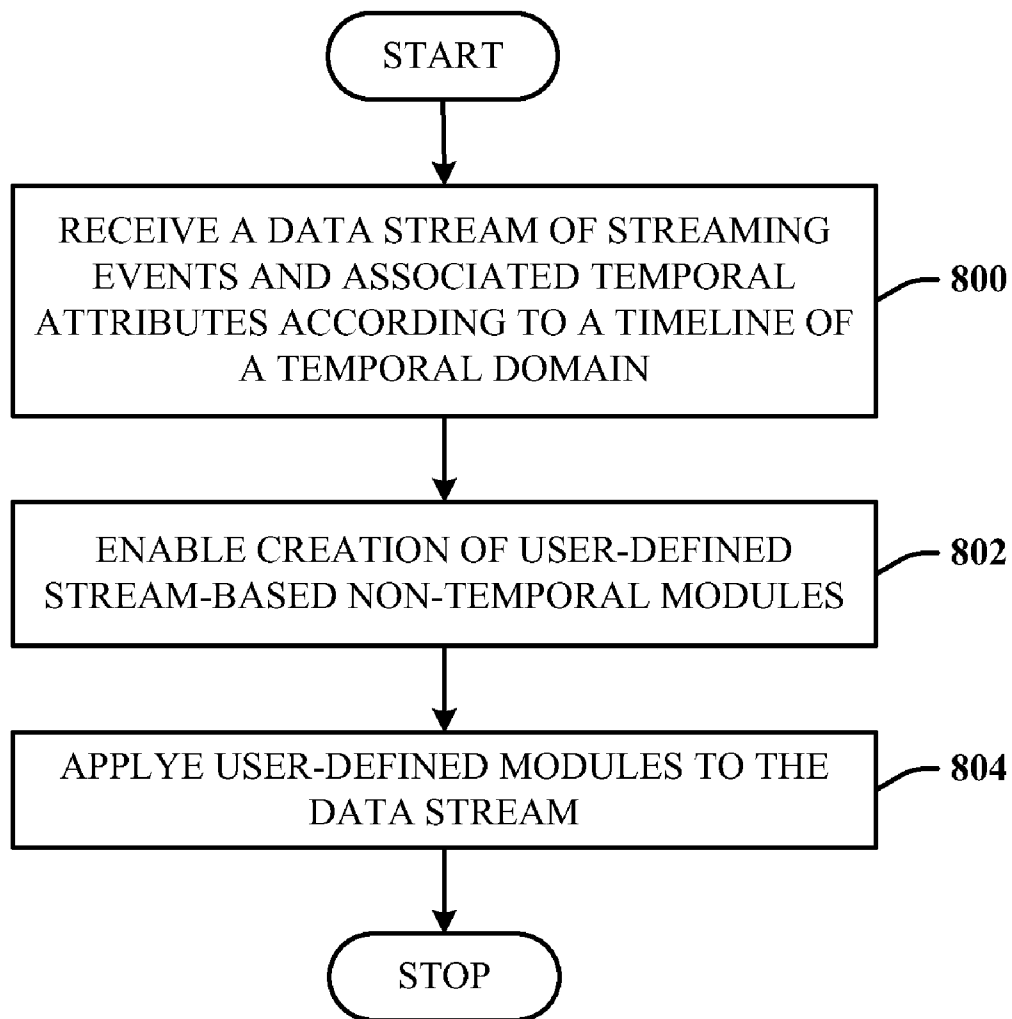 START
RECEIVE A DATA STREAM OF STREAMING
EVENTS AND ASSOCIATED TEMPORAL
ATTRIBUTES ACCORDING TO A TIMELINE OF
A TEMPORAL DOMAIN
800
ENABLE CREATION OF USER-DEFINED
STREAM-BASED NON-TEMPORAL MODULES
802
APPLYE USER-DEFINED MODULES TO THE
DATA STREAM
804
STOP